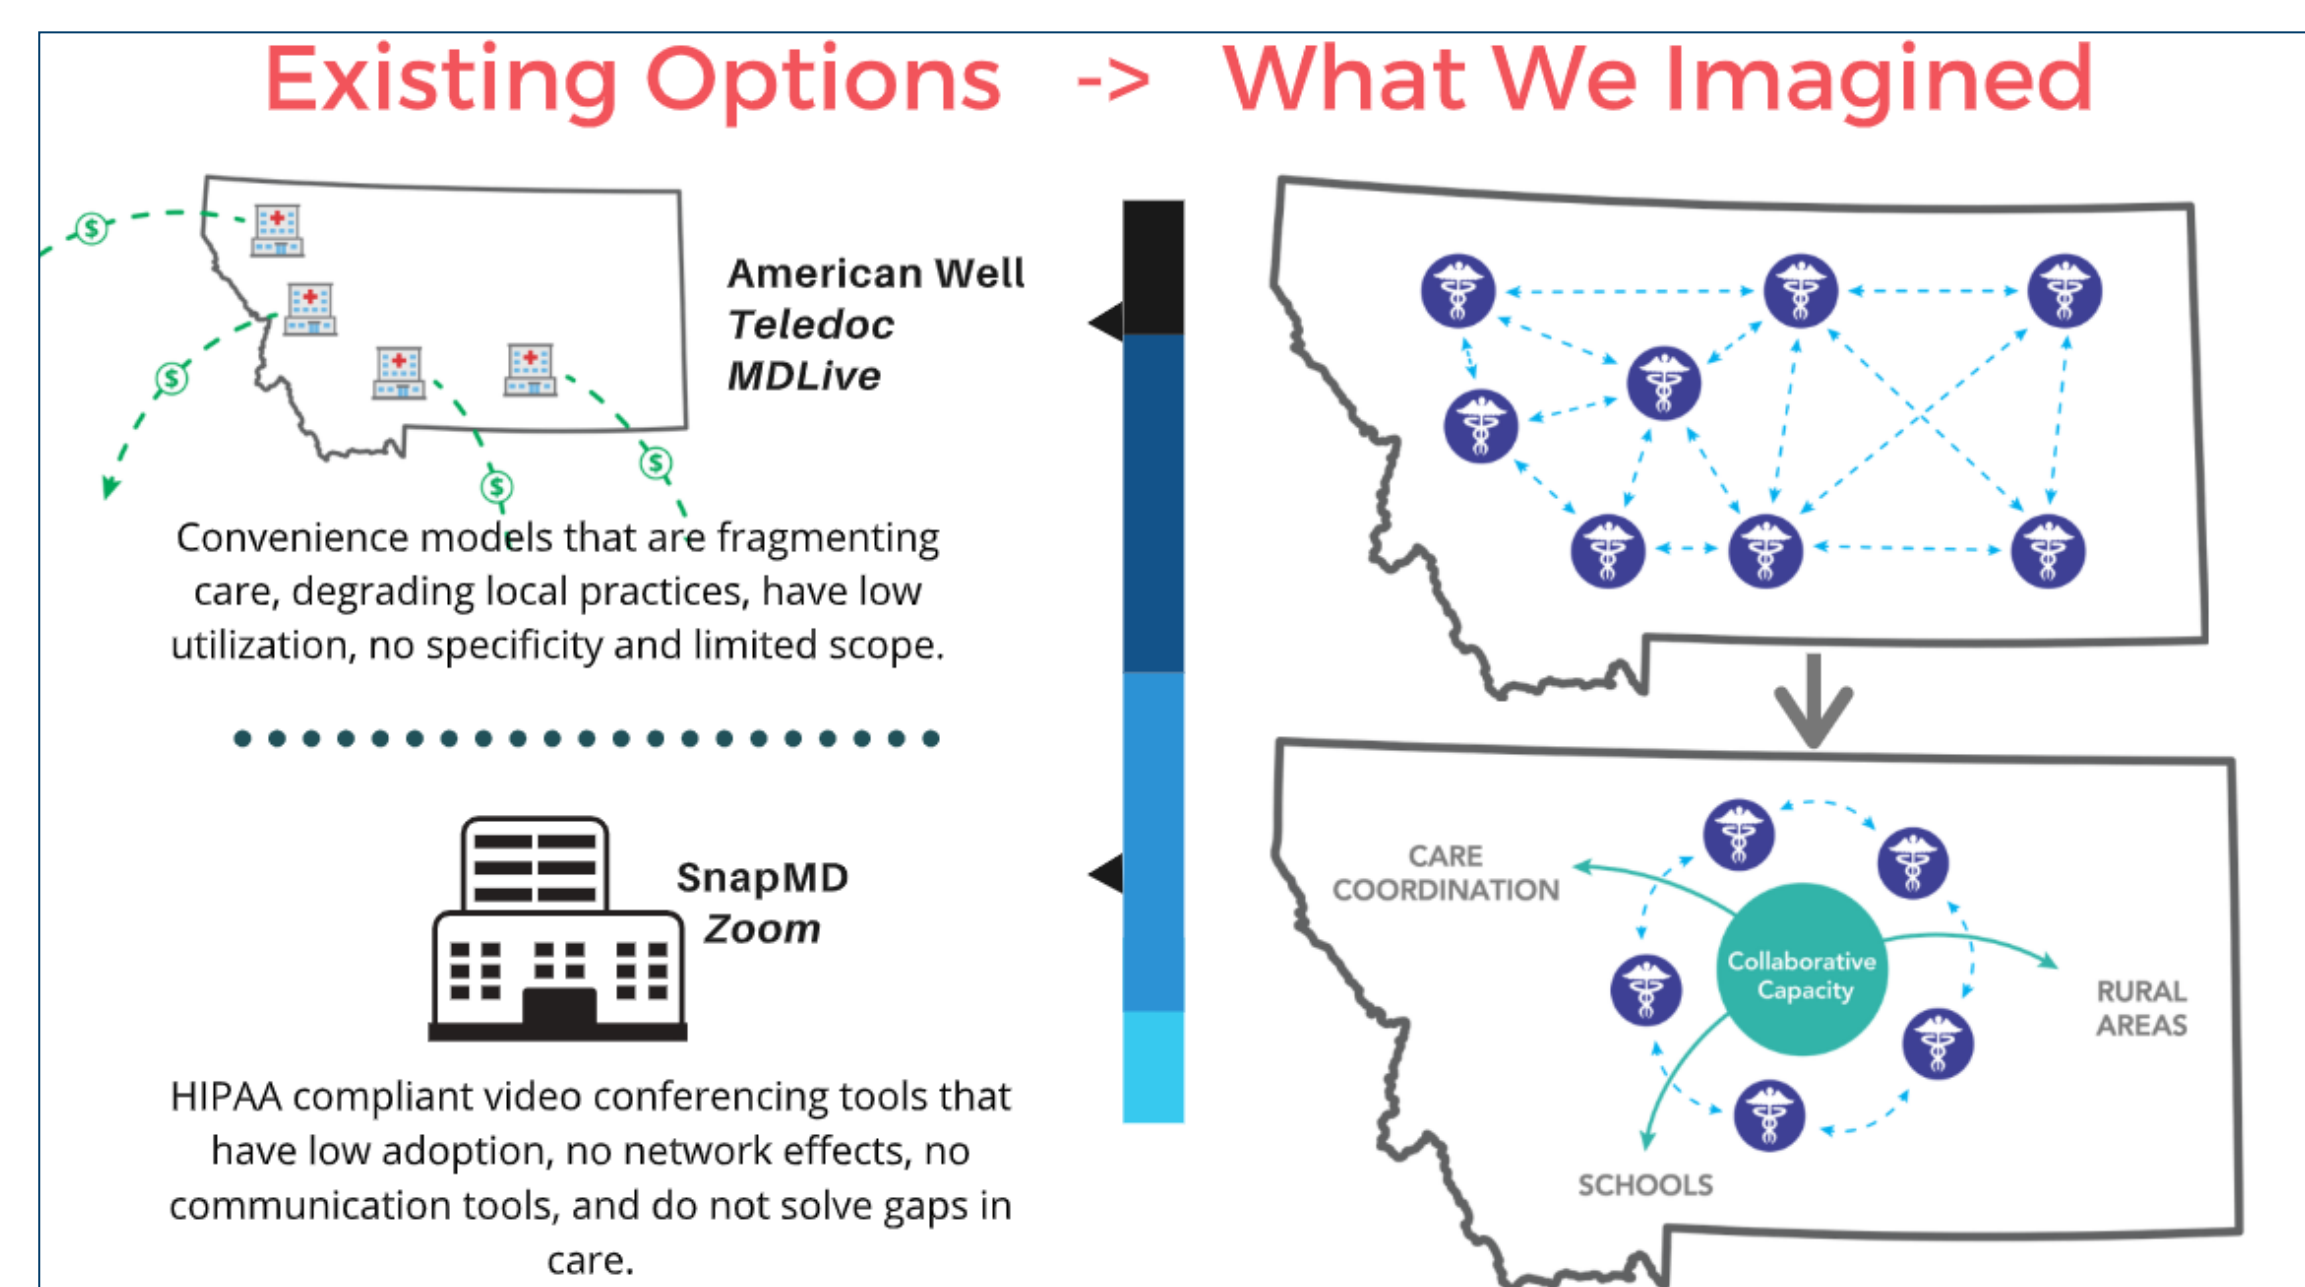 Existing Options -> What We Imagined
$
$
$
$
American Well
Teledoc
MDLive
Convenience models that are fragmenting
care, degrading local practices, have low
utilization, no specificity and limited scope.
SnapMD
Zoom
HIPAA compliant video conferencing tools that
have low adoption, no network effects, no
communication tools, and do not solve gaps in
care.
CARE
COORDINATION
Collaborative
Capacity
RURAL
AREAS
SCHOOLS